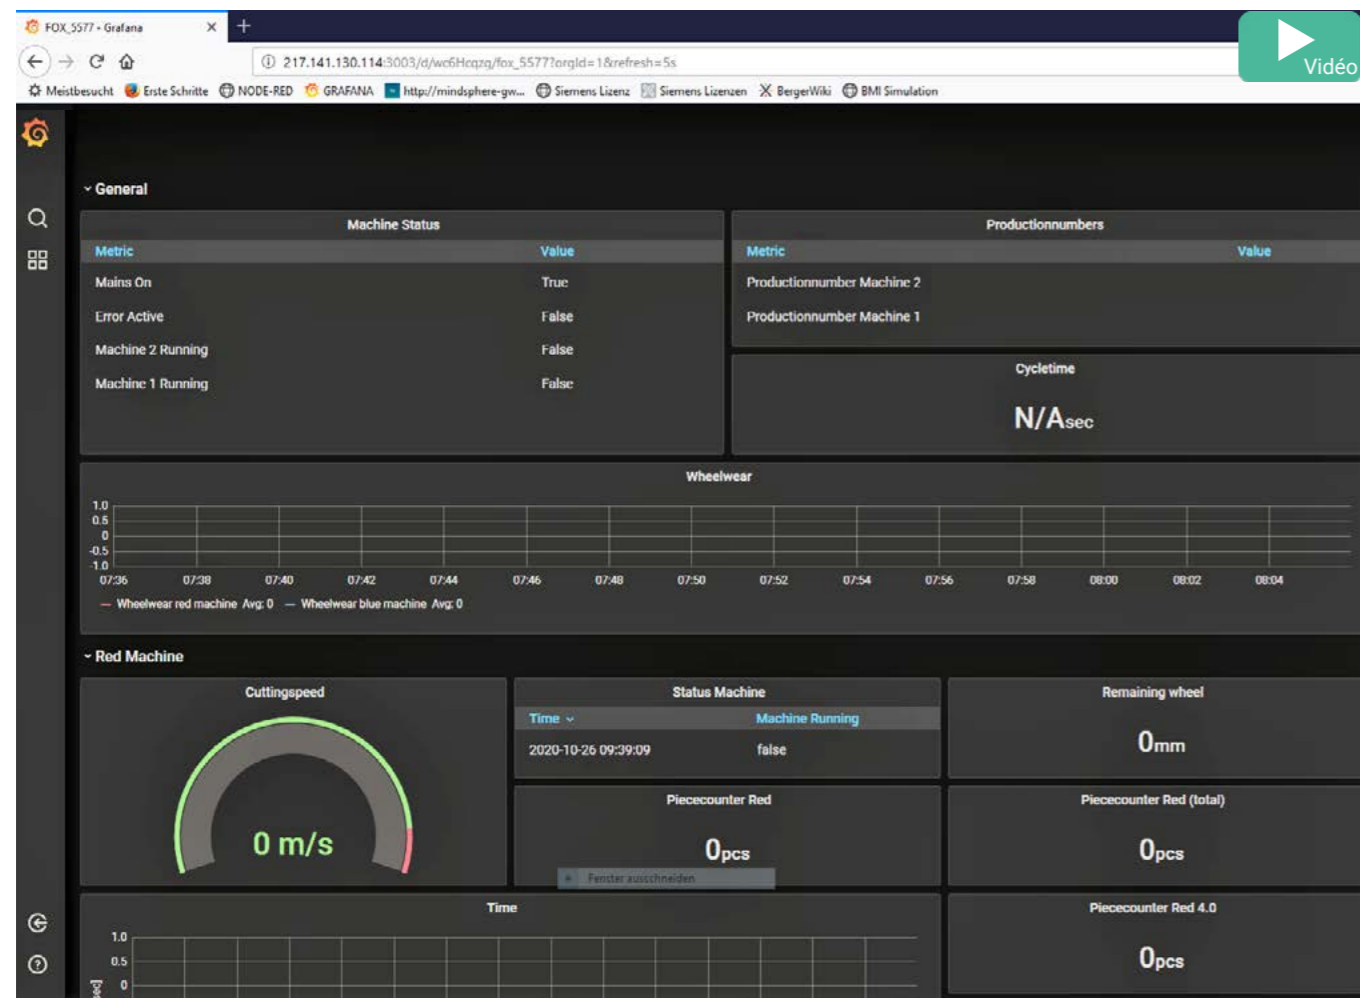 FOX_5577 - Grafana
Vidéo
217.141.130.114:3003/d/wc6Hcqzg/fox_5577?orgId=1&refresh=5s
Meistbesucht Erste Schritte NODE-RED GRAFANA http://mindsphere-gw... Siemens Lizenz Siemens Lizenzen BergerWiki BMI Simulation
General
Machine Status
Metric Value
Mains On True
Error Active False
Machine 2 Running False
Machine 1 Running False
Productionnumbers
Metric Value
Productionnumber Machine 2
Productionnumber Machine 1
Cycletime
N/Asec
Wheelwear
1.0
0.5
0
-0.5
-1.0
07:36 07:38 07:40 07:42 07:44 07:46 07:48 07:50 07:52 07:54 07:56 07:58 08:00 08:02 08:04
Wheelwear red machine Avg: 0 Wheelwear blue machine Avg: 0
Red Machine
Cuttingspeed
0 m/s
Status Machine
Time Machine Running
2020-10-26 09:39:09 false
Remaining wheel
0mm
Piececounter Red
0pcs
Fenster ausschneiden
Piececounter Red (total)
0pcs
Time
1.0
0.5
0
sec]
Piececounter Red 4.0
0pcs